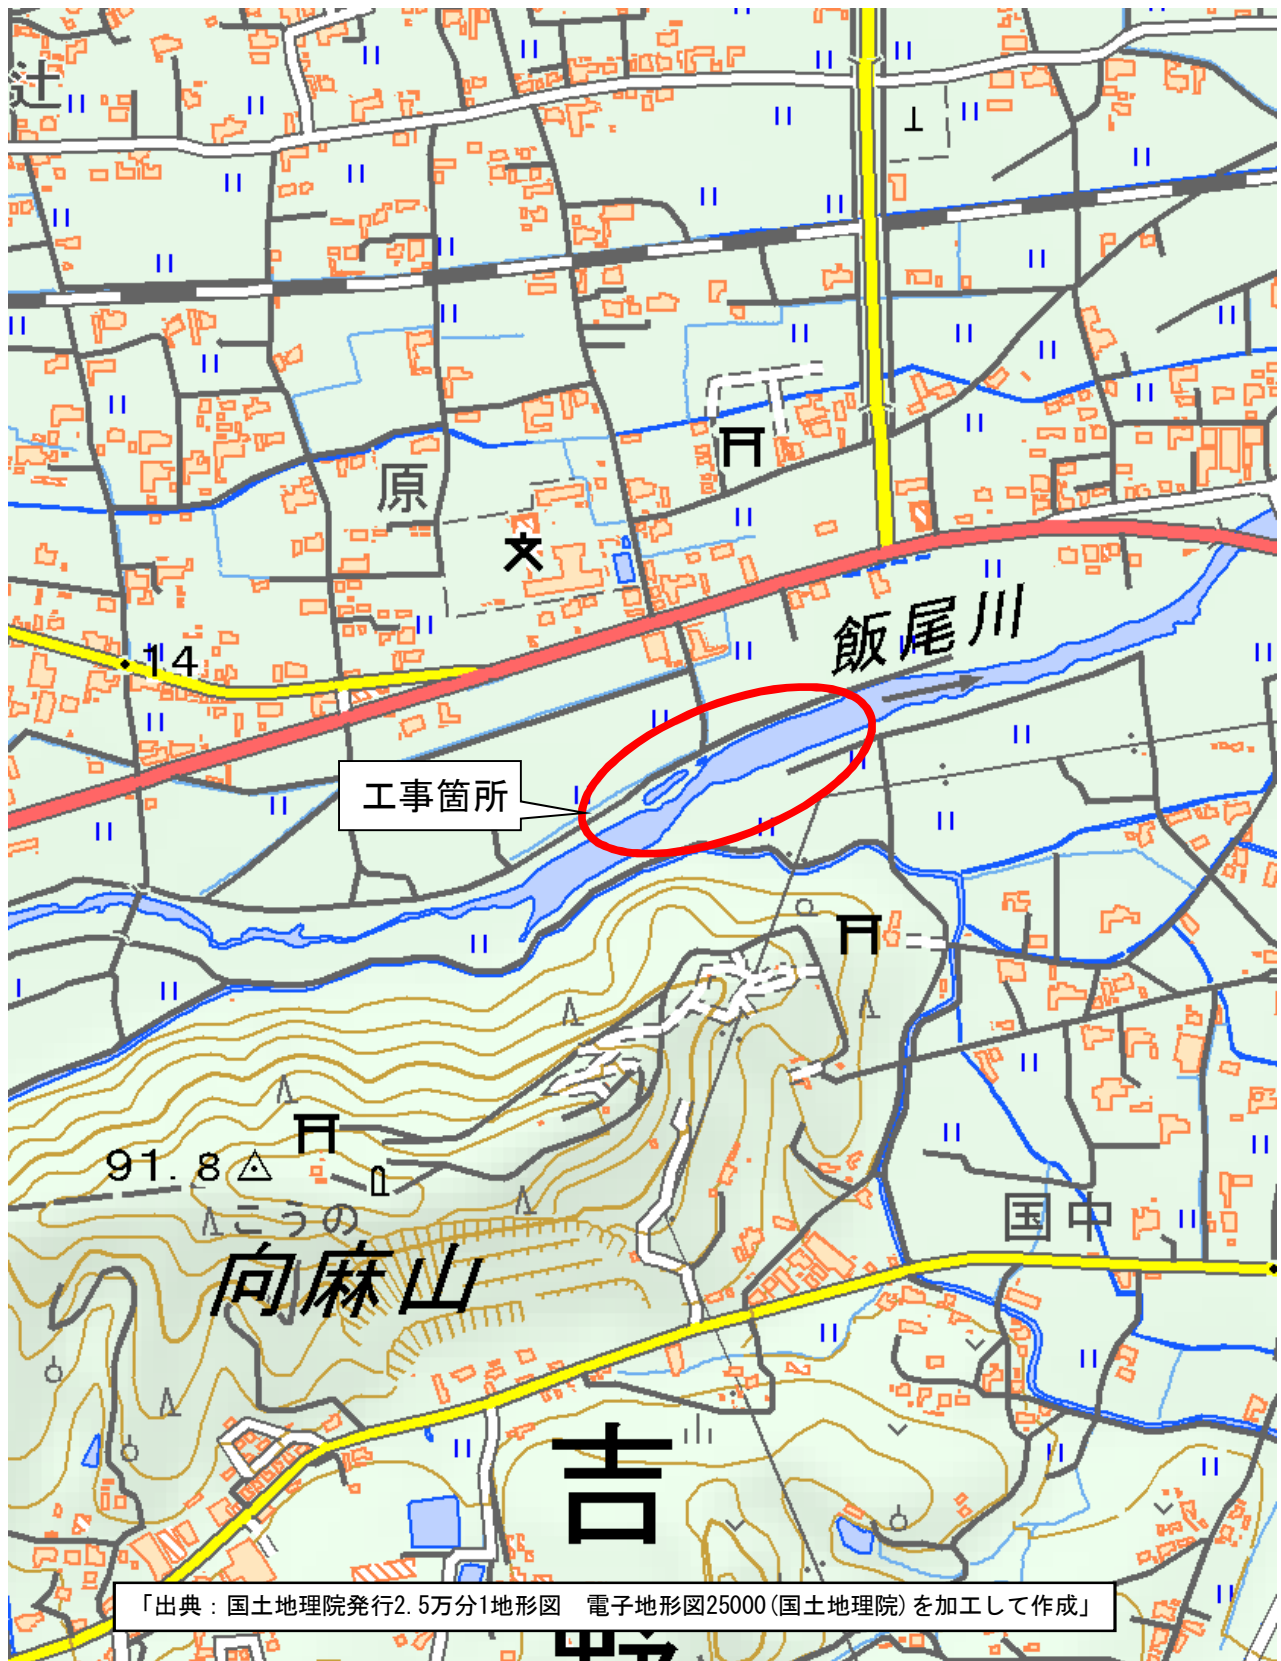 辻
原
14
飯尾川
工事箇所
91.8
こうの
向麻山
国中
吉
「出典：国土地理院発行2.5万分1地形図　電子地形図25000(国土地理院)を加工して作成」